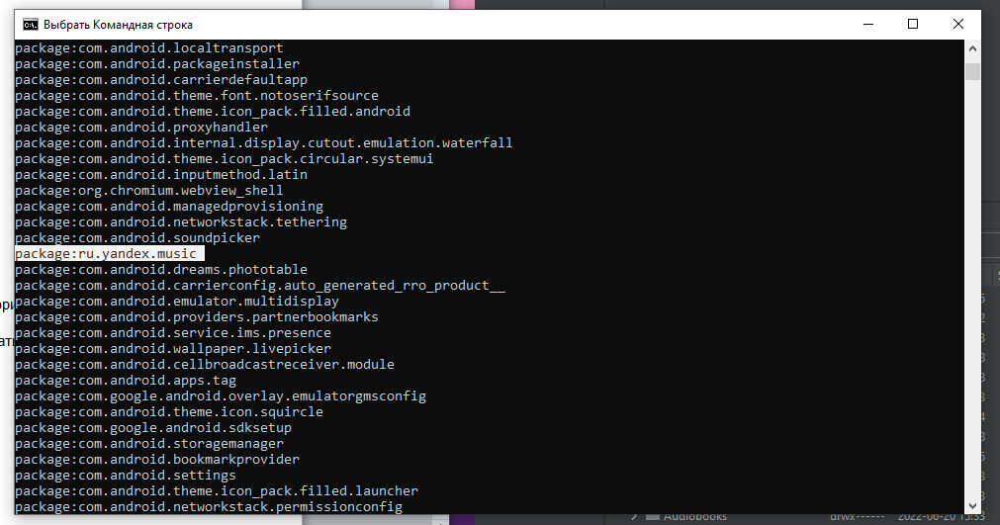 Выбрать Командная строка
package:com.android.localtransport
package:com.android.packageinstaller
package:com.android.carrierdefaultapp
package:com.android.theme.font.notoserifsource
package:com.android.theme.icon_pack.filled.android
package:com.android.proxyhandler
package:com.android.internal.display.cutout.emulation.waterfall
package:com.android.theme.icon_pack.circular.systemui
package:com.android.inputmethod.latin
package:org.chromium.webview_shell
package:com.android.managedprovisioning
package:com.android.networkstack.tethering
package:com.android.soundpicker
package:ru.yandex.music
package:com.android.dreams.phototable
package:com.android.carrierconfig.auto_generated_rro_product__
package:com.android.emulator.multidisplay
package:com.android.providers.partnerbookmarks
package:com.android.service.ims.presence
package:com.android.wallpaper.livepicker
package:com.android.cellbroadcastreceiver.module
package:com.android.apps.tag
package:com.google.android.overlay.emulatorgmsconfig
package:com.android.theme.icon.squircle
package:com.google.android.sdksetup
package:com.android.storagemanager
package:com.android.bookmarkprovider
package:com.android.settings
package:com.android.theme.icon_pack.filled.launcher
package:com.android.networkstack.permissionconfig
Audiobooks drwx------ 2022-06-20 15:33